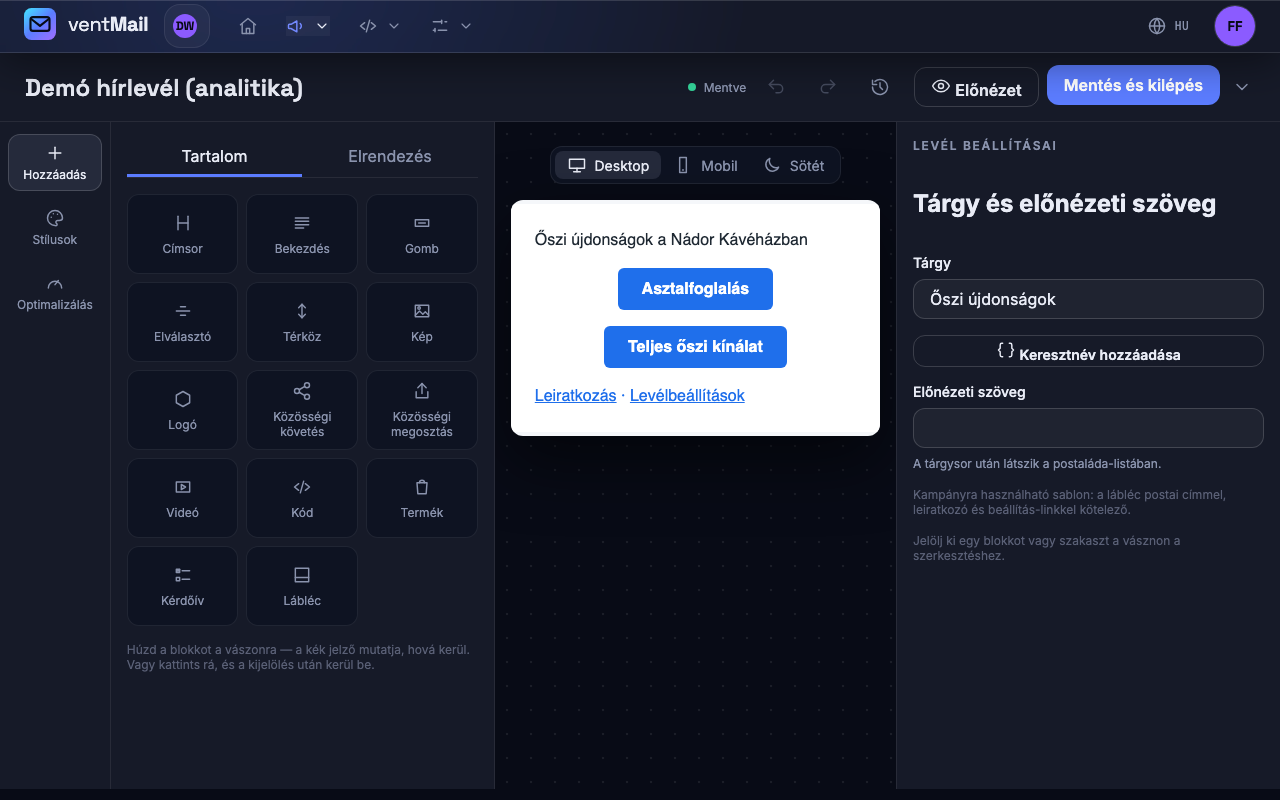 ventMail
DW
HU
FF
Demó hírlevél (analitika)
Mentve
Előnézet
Mentés és kilépés
Hozzáadás
Stílusok
Optimalizálás
Tartalom
Elrendezés
Címsor
Bekezdés
Gomb
Elválasztó
Térköz
Kép
Logó
Közösségi
követés
Közösségi
megosztás
Videó
Kód
Termék
Kérdőív
Lábléc
Húzd a blokkot a vászonra — a kék jelző mutatja, hová kerül.
Vagy kattints rá, és a kijelölés után kerül be.
Desktop
Mobil
Sötét
Őszi újdonságok a Nádor Kávéházban
Asztalfoglalás
Teljes őszi kínálat
Leiratkozás · Levélbeállítások
LEVÉL BEÁLLÍTÁSAI
Tárgy és előnézeti szöveg
Tárgy
Őszi újdonságok
Keresztnév hozzáadása
Előnézeti szöveg
A tárgysor után látszik a postaláda-listában.
Kampányra használható sablon: a lábléc postai címmel,
leiratkozó és beállítás-linkkel kötelező.
Jelölj ki egy blokkot vagy szakaszt a vásznon a
szerkesztéshez.